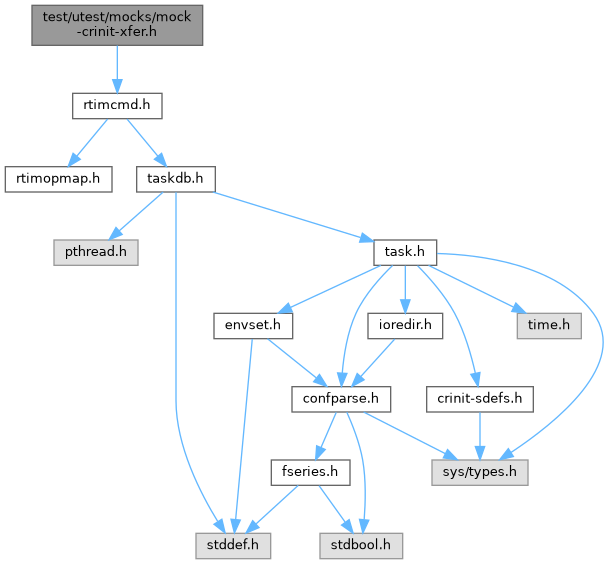 test/utest/mocks/mock
-crinit-xfer.h
rtimcmd.h
rtimopmap.h
taskdb.h
pthread.h
task.h
envset.h
ioredir.h
time.h
confparse.h
crinit-sdefs.h
fseries.h
sys/types.h
stddef.h
stdbool.h